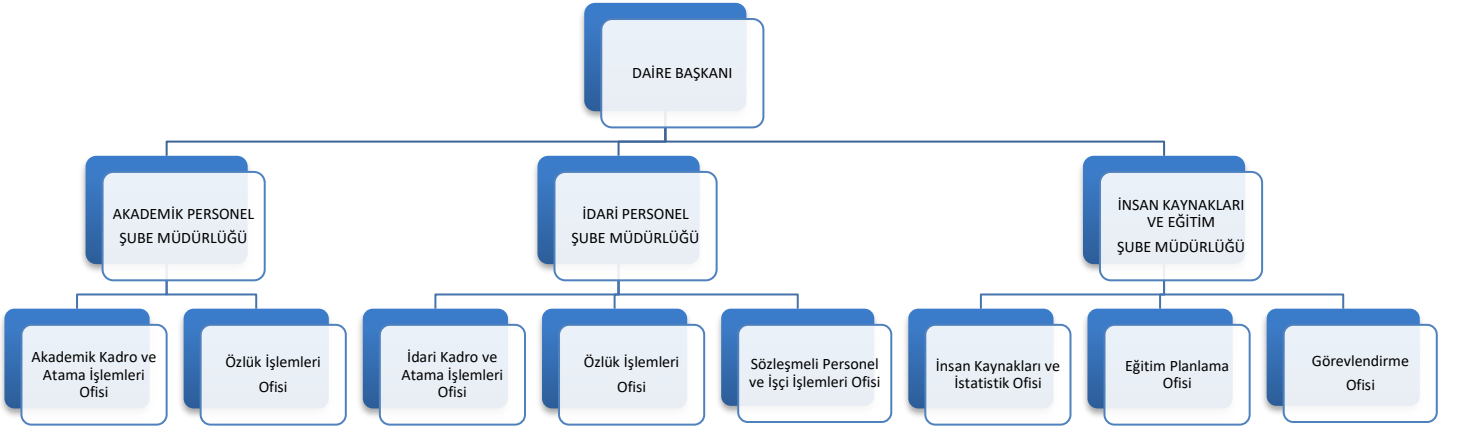 DAİRE BAŞKANI
AKADEMİK PERSONEL
ŞUBE MÜDÜRLÜĞÜ
İDARİ PERSONEL
ŞUBE MÜDÜRLÜĞÜ
İNSAN KAYNAKLARI
VE EĞİTİM
ŞUBE MÜDÜRLÜĞÜ
Akademik Kadro ve
Atama İşlemleri
Ofisi
Özlük İşlemleri
Ofisi
İdari Kadro ve
Atama İşlemleri
Ofisi
Özlük İşlemleri
Ofisi
Sözleşmeli Personel
ve İşçi İşlemleri Ofisi
İnsan Kaynakları ve
İstatistik Ofisi
Eğitim Planlama
Ofisi
Görevlendirme
Ofisi